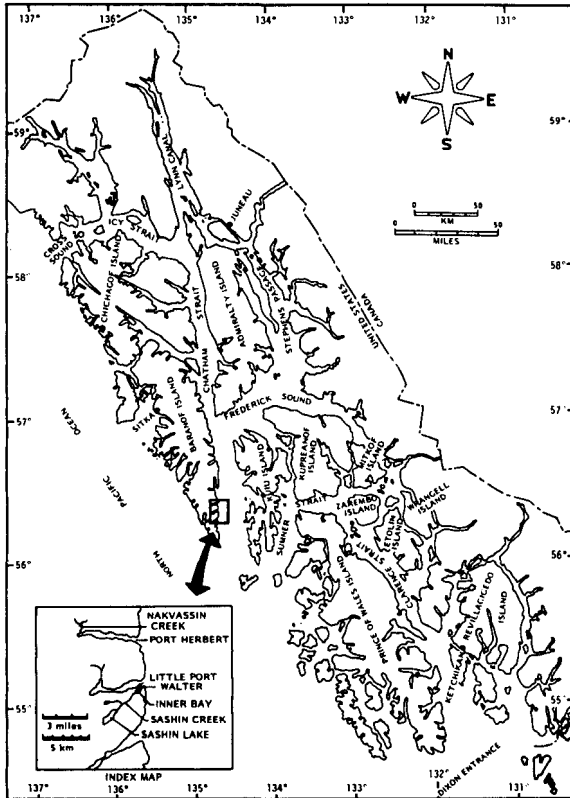 137°
136°
135°
134°
133°
132°
131°
N
W E
S
59°
0 50
KM
0 50
MILES
LYNN CANAL
JUNEAU
ICY STRAIT
CROSS SOUND
CHICHAGOF ISLAND
58°
58°
STRAIT
CHATHAM
ADMIRALTY ISLAND
STEPHENS PASSAGE
UNITED STATES
CANADA
57°
57°
SITKA
BARANOF ISLAND
FREDERICK SOUND
NORTH PACIFIC OCEAN
KUIU ISLAND
KUPREANOF ISLAND
MITKOF ISLAND
SUMNER STRAIT
ZAREMBO ISLAND
ETOLIN ISLAND
WRANGELL ISLAND
56°
56°
CLARENCE STRAIT
PRINCE OF WALES ISLAND
REVILLAGIGEDO ISLAND
KETCHIKAN
55°
55°
DIXON ENTRANCE
NAKVASSIN CREEK
PORT HERBERT
LITTLE PORT WALTER
INNER BAY
SASHIN CREEK
SASHIN LAKE
3 miles
5 km
INDEX MAP
137°
136°
135°
134°
133°
132°
131°